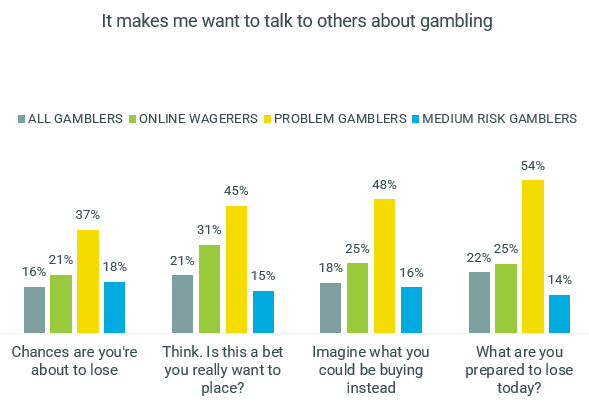 It makes me want to talk to others about gambling
ALL GAMBLERS ONLINE WAGERERS PROBLEM GAMBLERS MEDIUM RISK GAMBLERS
16% 21% 37% 18%
21% 31% 45% 15%
18% 25% 48% 16%
22% 25% 54% 14%
Chances are you're
about to lose
Think. Is this a bet
you really want to
place?
Imagine what you
could be buying
instead
What are you
prepared to lose
today?